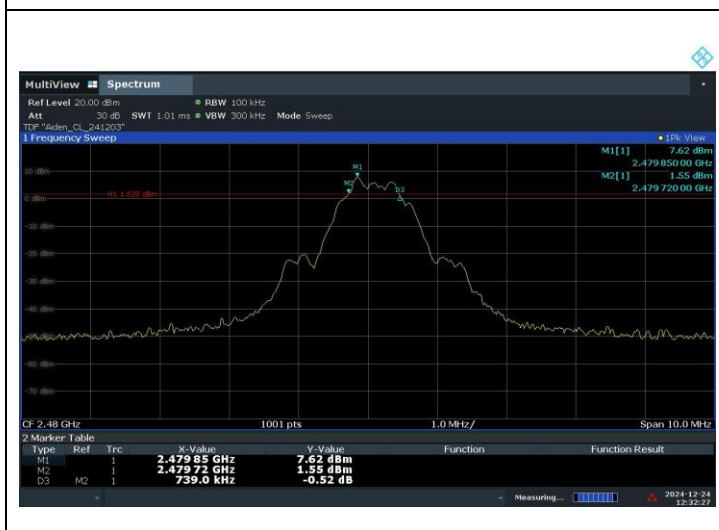 MultiView Spectrum
Ref Level 20.00 dBm RBW 100 kHz
Att 30 dB SWT 1.01 ms VBW 300 kHz Mode Sweep
TDF "Aiden_CL_241203"
1 Frequency Sweep 1Pk View
M1[1] 7.62 dBm
2.479 850 00 GHz
M2[1] 1.55 dBm
2.479 720 00 GHz
10 dBm
M1
M2 D3
H1 1.620 dBm
0 dBm
-10 dBm
-20 dBm
-30 dBm
-40 dBm
-50 dBm
-60 dBm
-70 dBm
CF 2.48 GHz 1001 pts 1.0 MHz/ Span 10.0 MHz
2 Marker Table
Type Ref Trc X-Value Y-Value Function Function Result
M1 1 2.479 85 GHz 7.62 dBm
M2 1 2.479 72 GHz 1.55 dBm
D3 M2 1 739.0 kHz -0.52 dB
Measuring... 2024-12-24
12:32:27